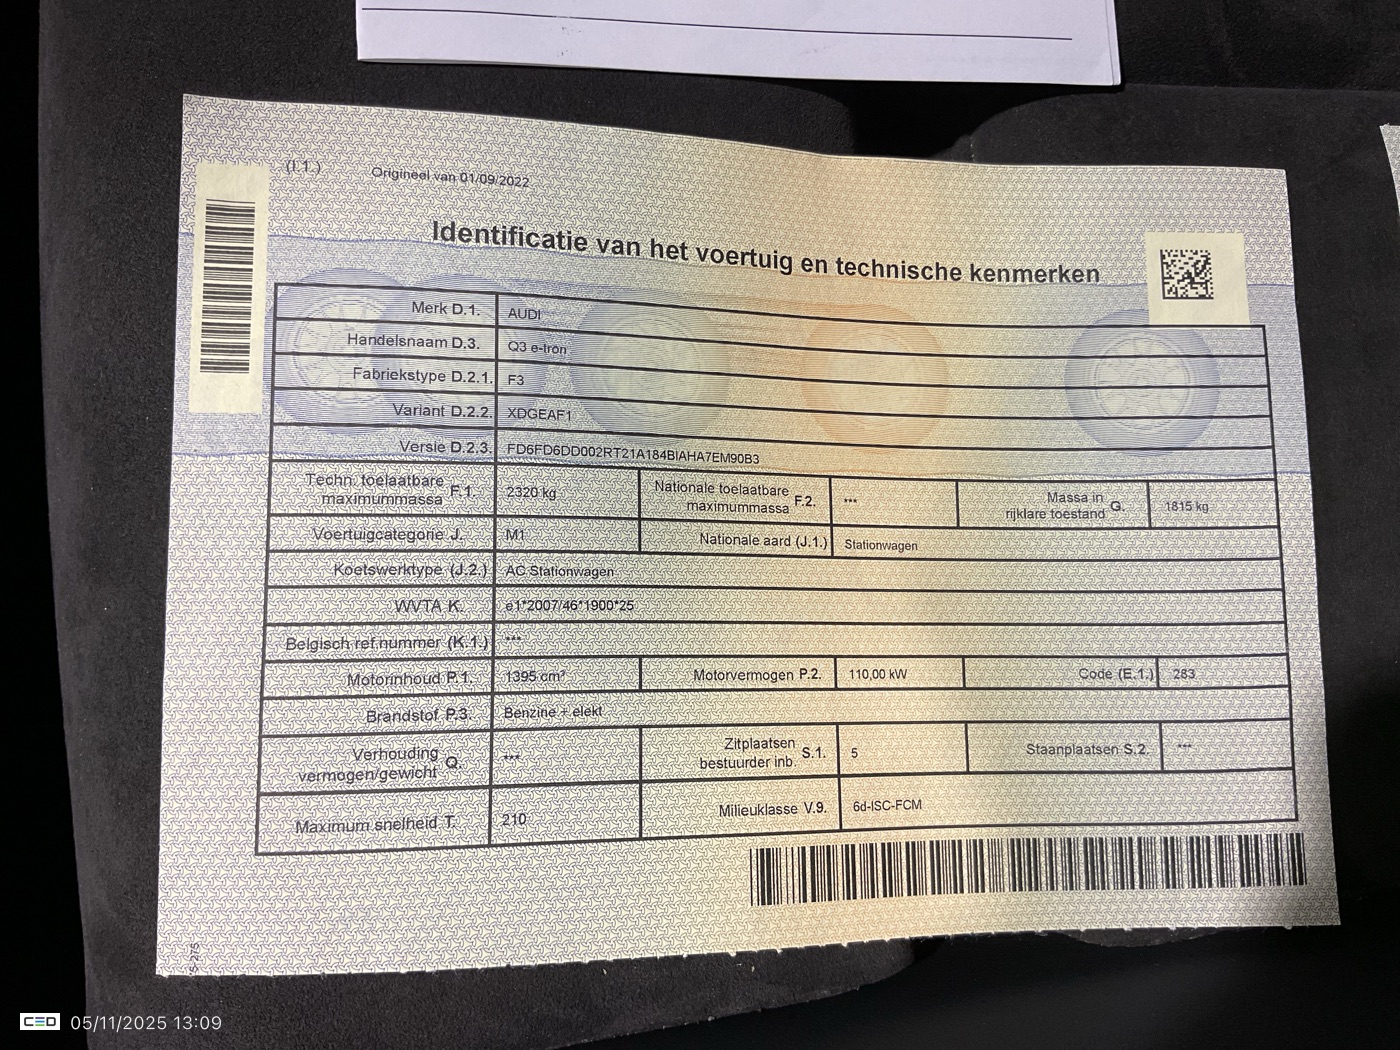 (I.1.) Origineel van 01/09/2022
Identificatie van het voertuig en technische kenmerken
Merk D.1. AUDI
Handelsnaam D.3. Q3 e-tron
Fabriekstype D.2.1. F3
Variant D.2.2. XDGEAF1
Versie D.2.3. FD6FD6DD002RT21A184BIAHA7EM90B3
Techn. toelaatbare maximummassa F.1. 2320 kg Nationale toelaatbare maximummassa F.2. *** Massa in rijklare toestand G. 1815 kg
Voertuigcategorie J. M1 Nationale aard (J.1.) Stationwagen
Koetswerktype (J.2.) AC Stationwagen
WVTA K. e1*2007/46*1900*25
Belgisch ref.nummer (K.1.) ***
Motorinhoud P.1. 1395 cm³ Motorvermogen P.2. 110,00 kW Code (E.1.) 283
Brandstof P.3. Benzine + elekt
Verhouding vermogen/gewicht Q. *** Zitplaatsen bestuurder inb. S.1. 5 Staanplaatsen S.2. ***
Maximum snelheid T. 210 Milieuklasse V.9. 6d-ISC-FCM
CED 05/11/2025 13:09